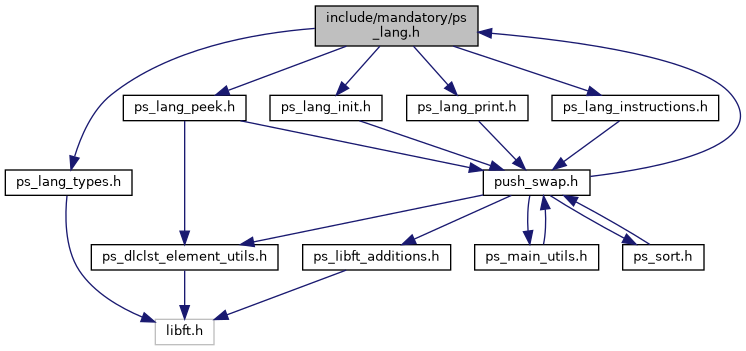 include/mandatory/ps
_lang.h
ps_lang_peek.h
ps_lang_init.h
ps_lang_print.h
ps_lang_instructions.h
ps_lang_types.h
push_swap.h
ps_dlclst_element_utils.h
ps_libft_additions.h
ps_main_utils.h
ps_sort.h
libft.h